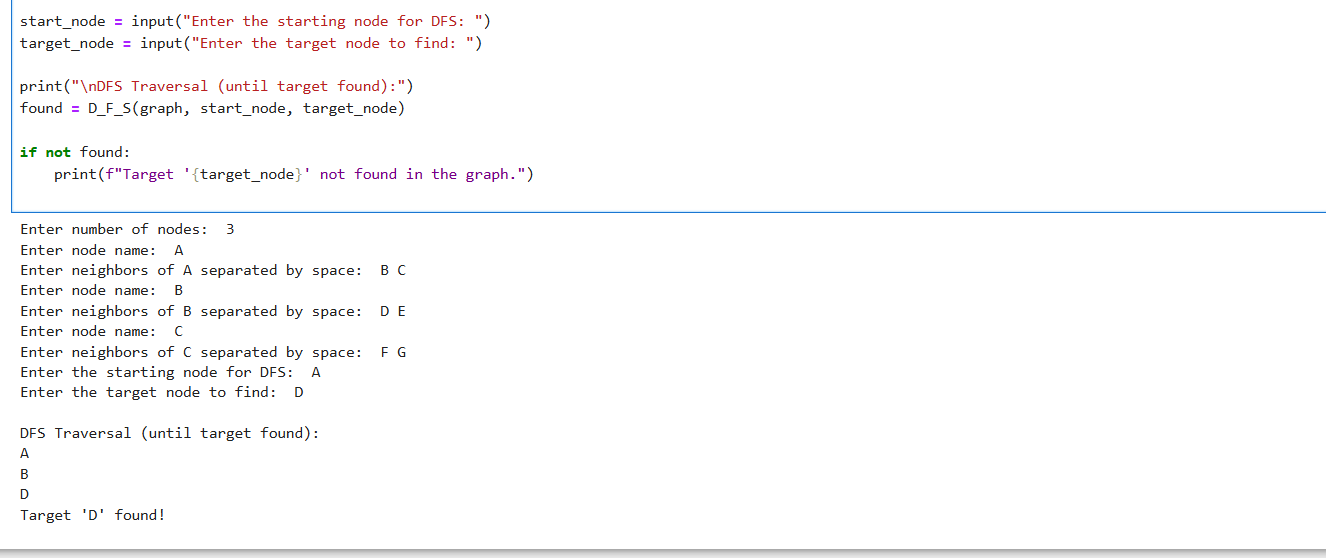 start_node = input("Enter the starting node for DFS: ")
target_node = input("Enter the target node to find: ")
print("\nDFS Traversal (until target found):")
found = D_F_S(graph, start_node, target_node)
if not found:
    print(f"Target '{target_node}' not found in the graph.")
Enter number of nodes:  3
Enter node name:  A
Enter neighbors of A separated by space:  B C
Enter node name:  B
Enter neighbors of B separated by space:  D E
Enter node name:  C
Enter neighbors of C separated by space:  F G
Enter the starting node for DFS:  A
Enter the target node to find:  D
DFS Traversal (until target found):
A
B
D
Target 'D' found!